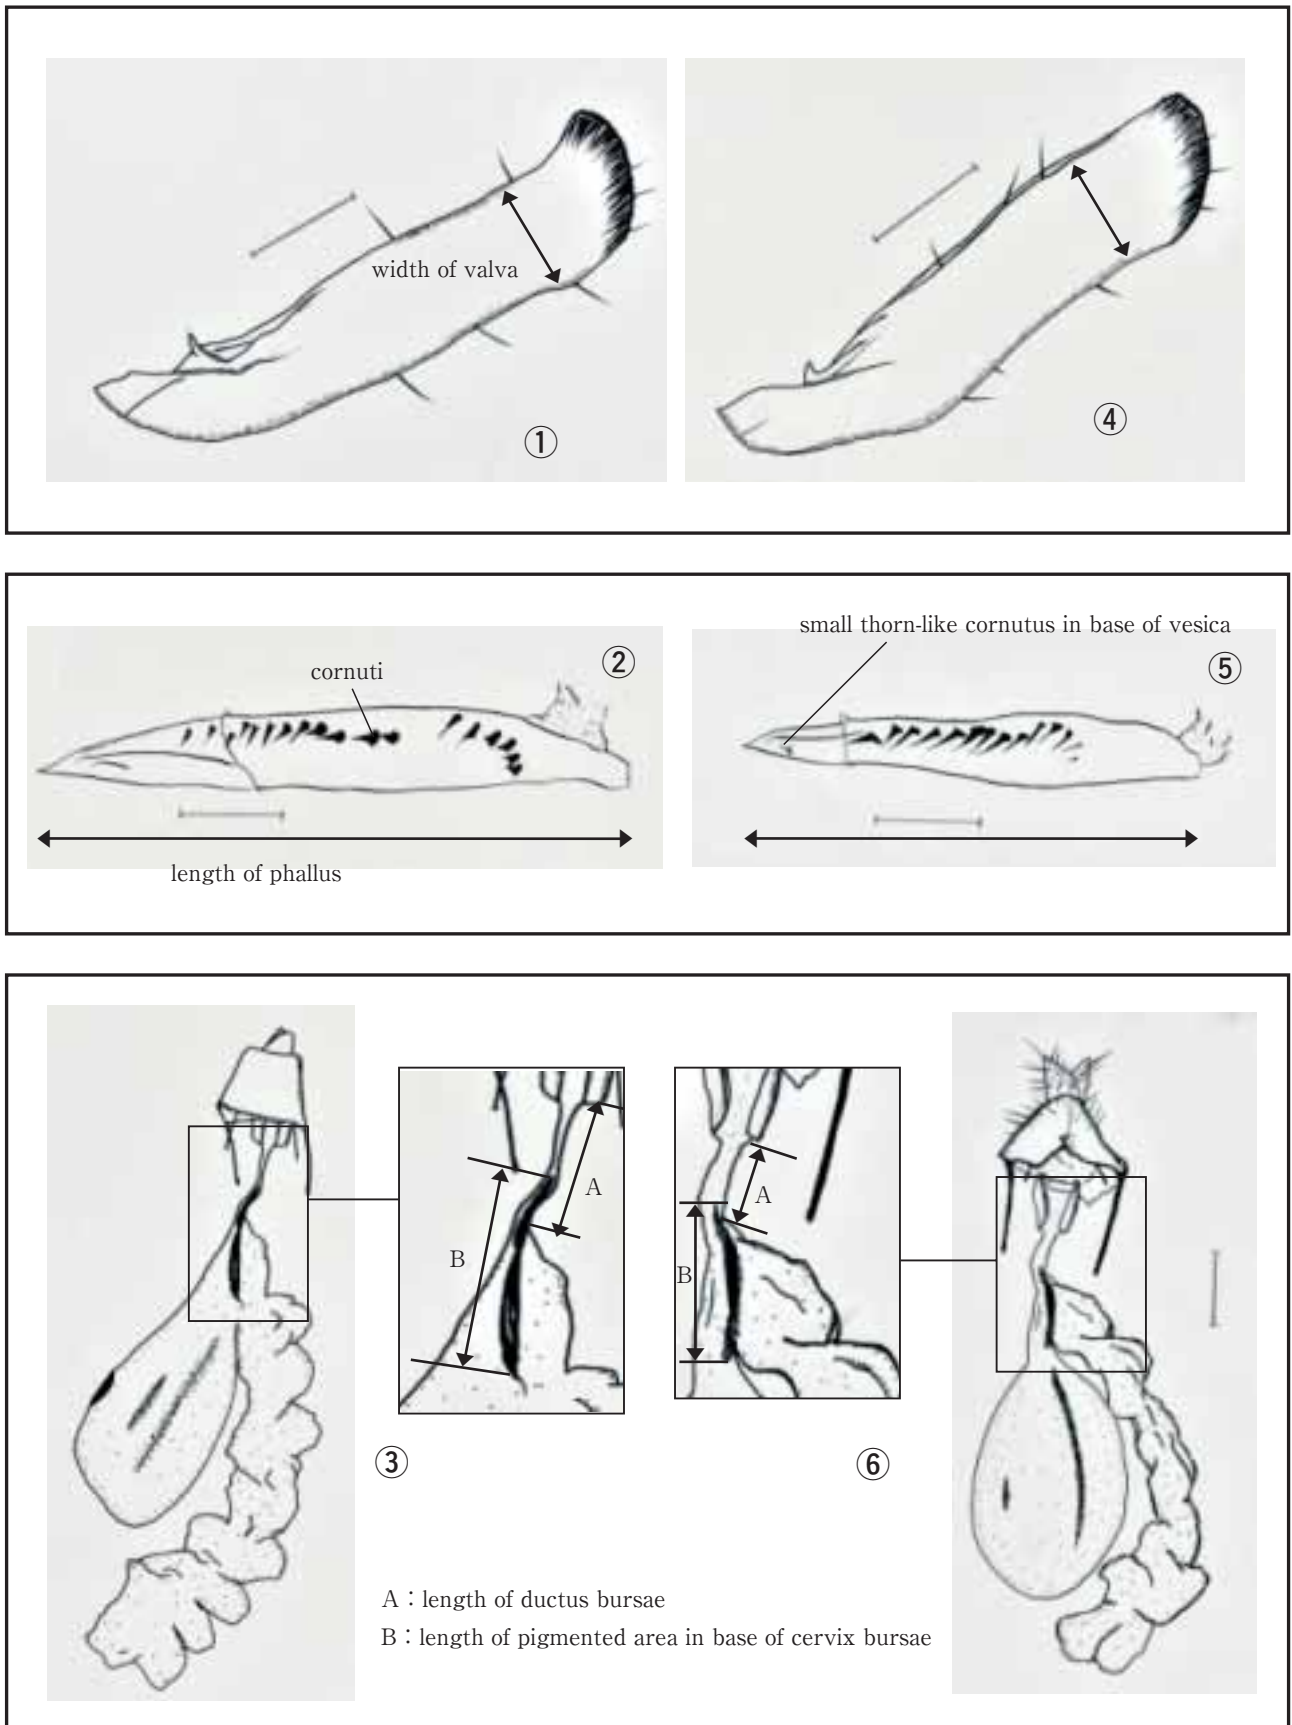 width of valva
①
④
small thorn-like cornutus in base of vesica
②
⑤
cornuti
length of phallus
A
B
A
B
③
⑥
A：length of ductus bursae
B：length of pigmented area in base of cervix bursae